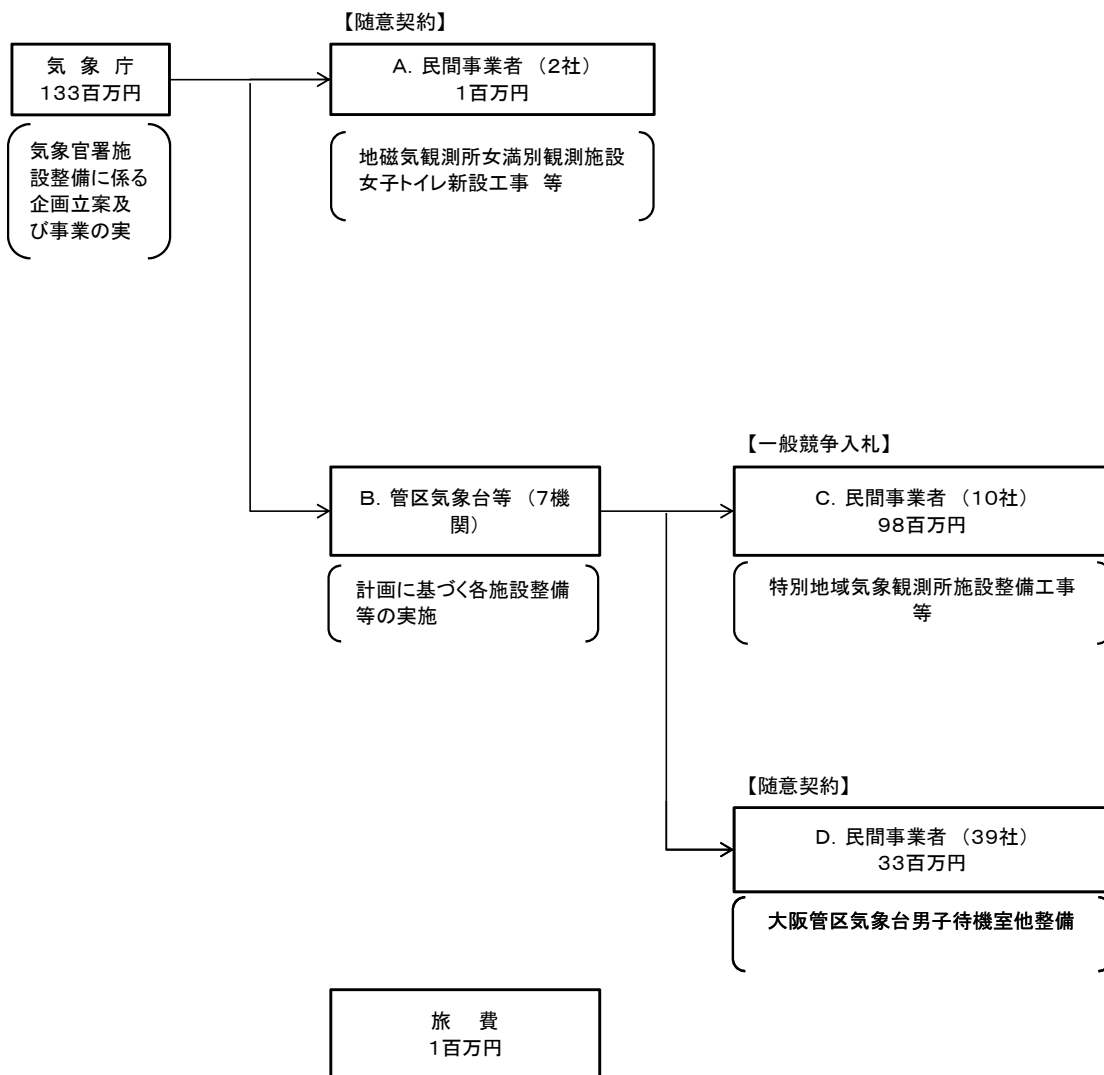 【随意契約】
気 象 庁
133百万円
A. 民間事業者 (2社)
1百万円
気象官署施
設整備に係る
企画立案及
び事業の実
地磁気観測所女満別観測施設
女子トイレ新設工事 等
【一般競争入札】
B. 管区気象台等 (7機
関)
C. 民間事業者 (10社)
98百万円
計画に基づく各施設整備
等の実施
特別地域気象観測所施設整備工事
等
【随意契約】
D. 民間事業者 (39社)
33百万円
大阪管区気象台男子待機室他整備
旅 費
1百万円